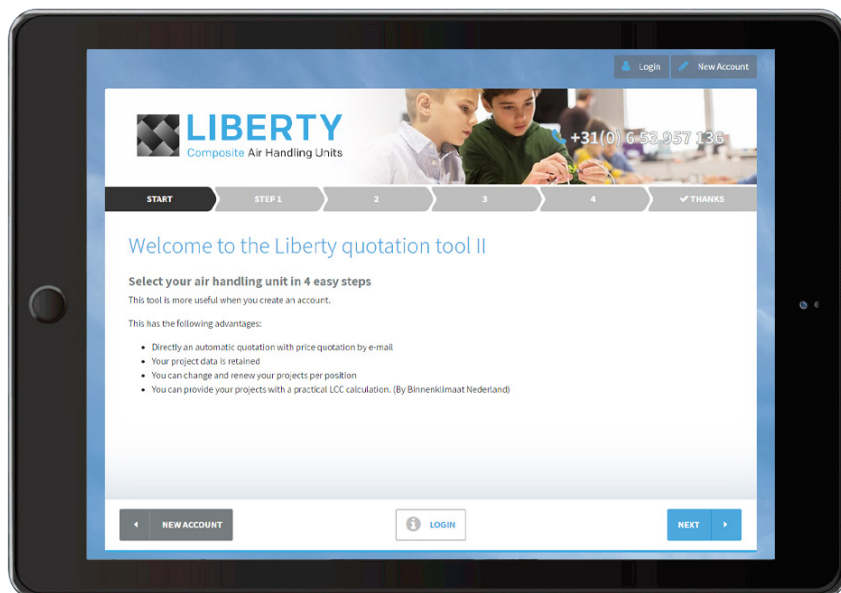 Login
New Account
LIBERTY
Composite Air Handling Units
+31(0) 6 53 957 136
START
STEP 1
2
3
4
THANKS
Welcome to the Liberty quotation tool II
Select your air handling unit in 4 easy steps
This tool is more useful when you create an account.
This has the following advantages:
Directly an automatic quotation with price quotation by e-mail
Your project data is retained
You can change and renew your projects per position
You can provide your projects with a practical LCC calculation. (By Binnenklimaat Nederland)
NEW ACCOUNT
LOGIN
NEXT